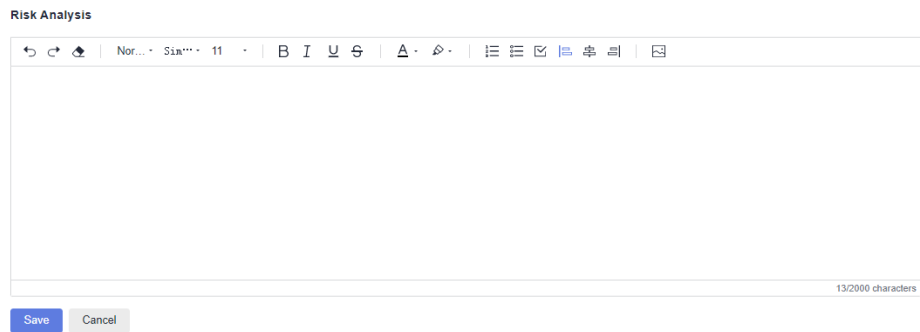 Risk Analysis
Nor... Sim... 11 B I U S A
13/2000 characters
Save Cancel